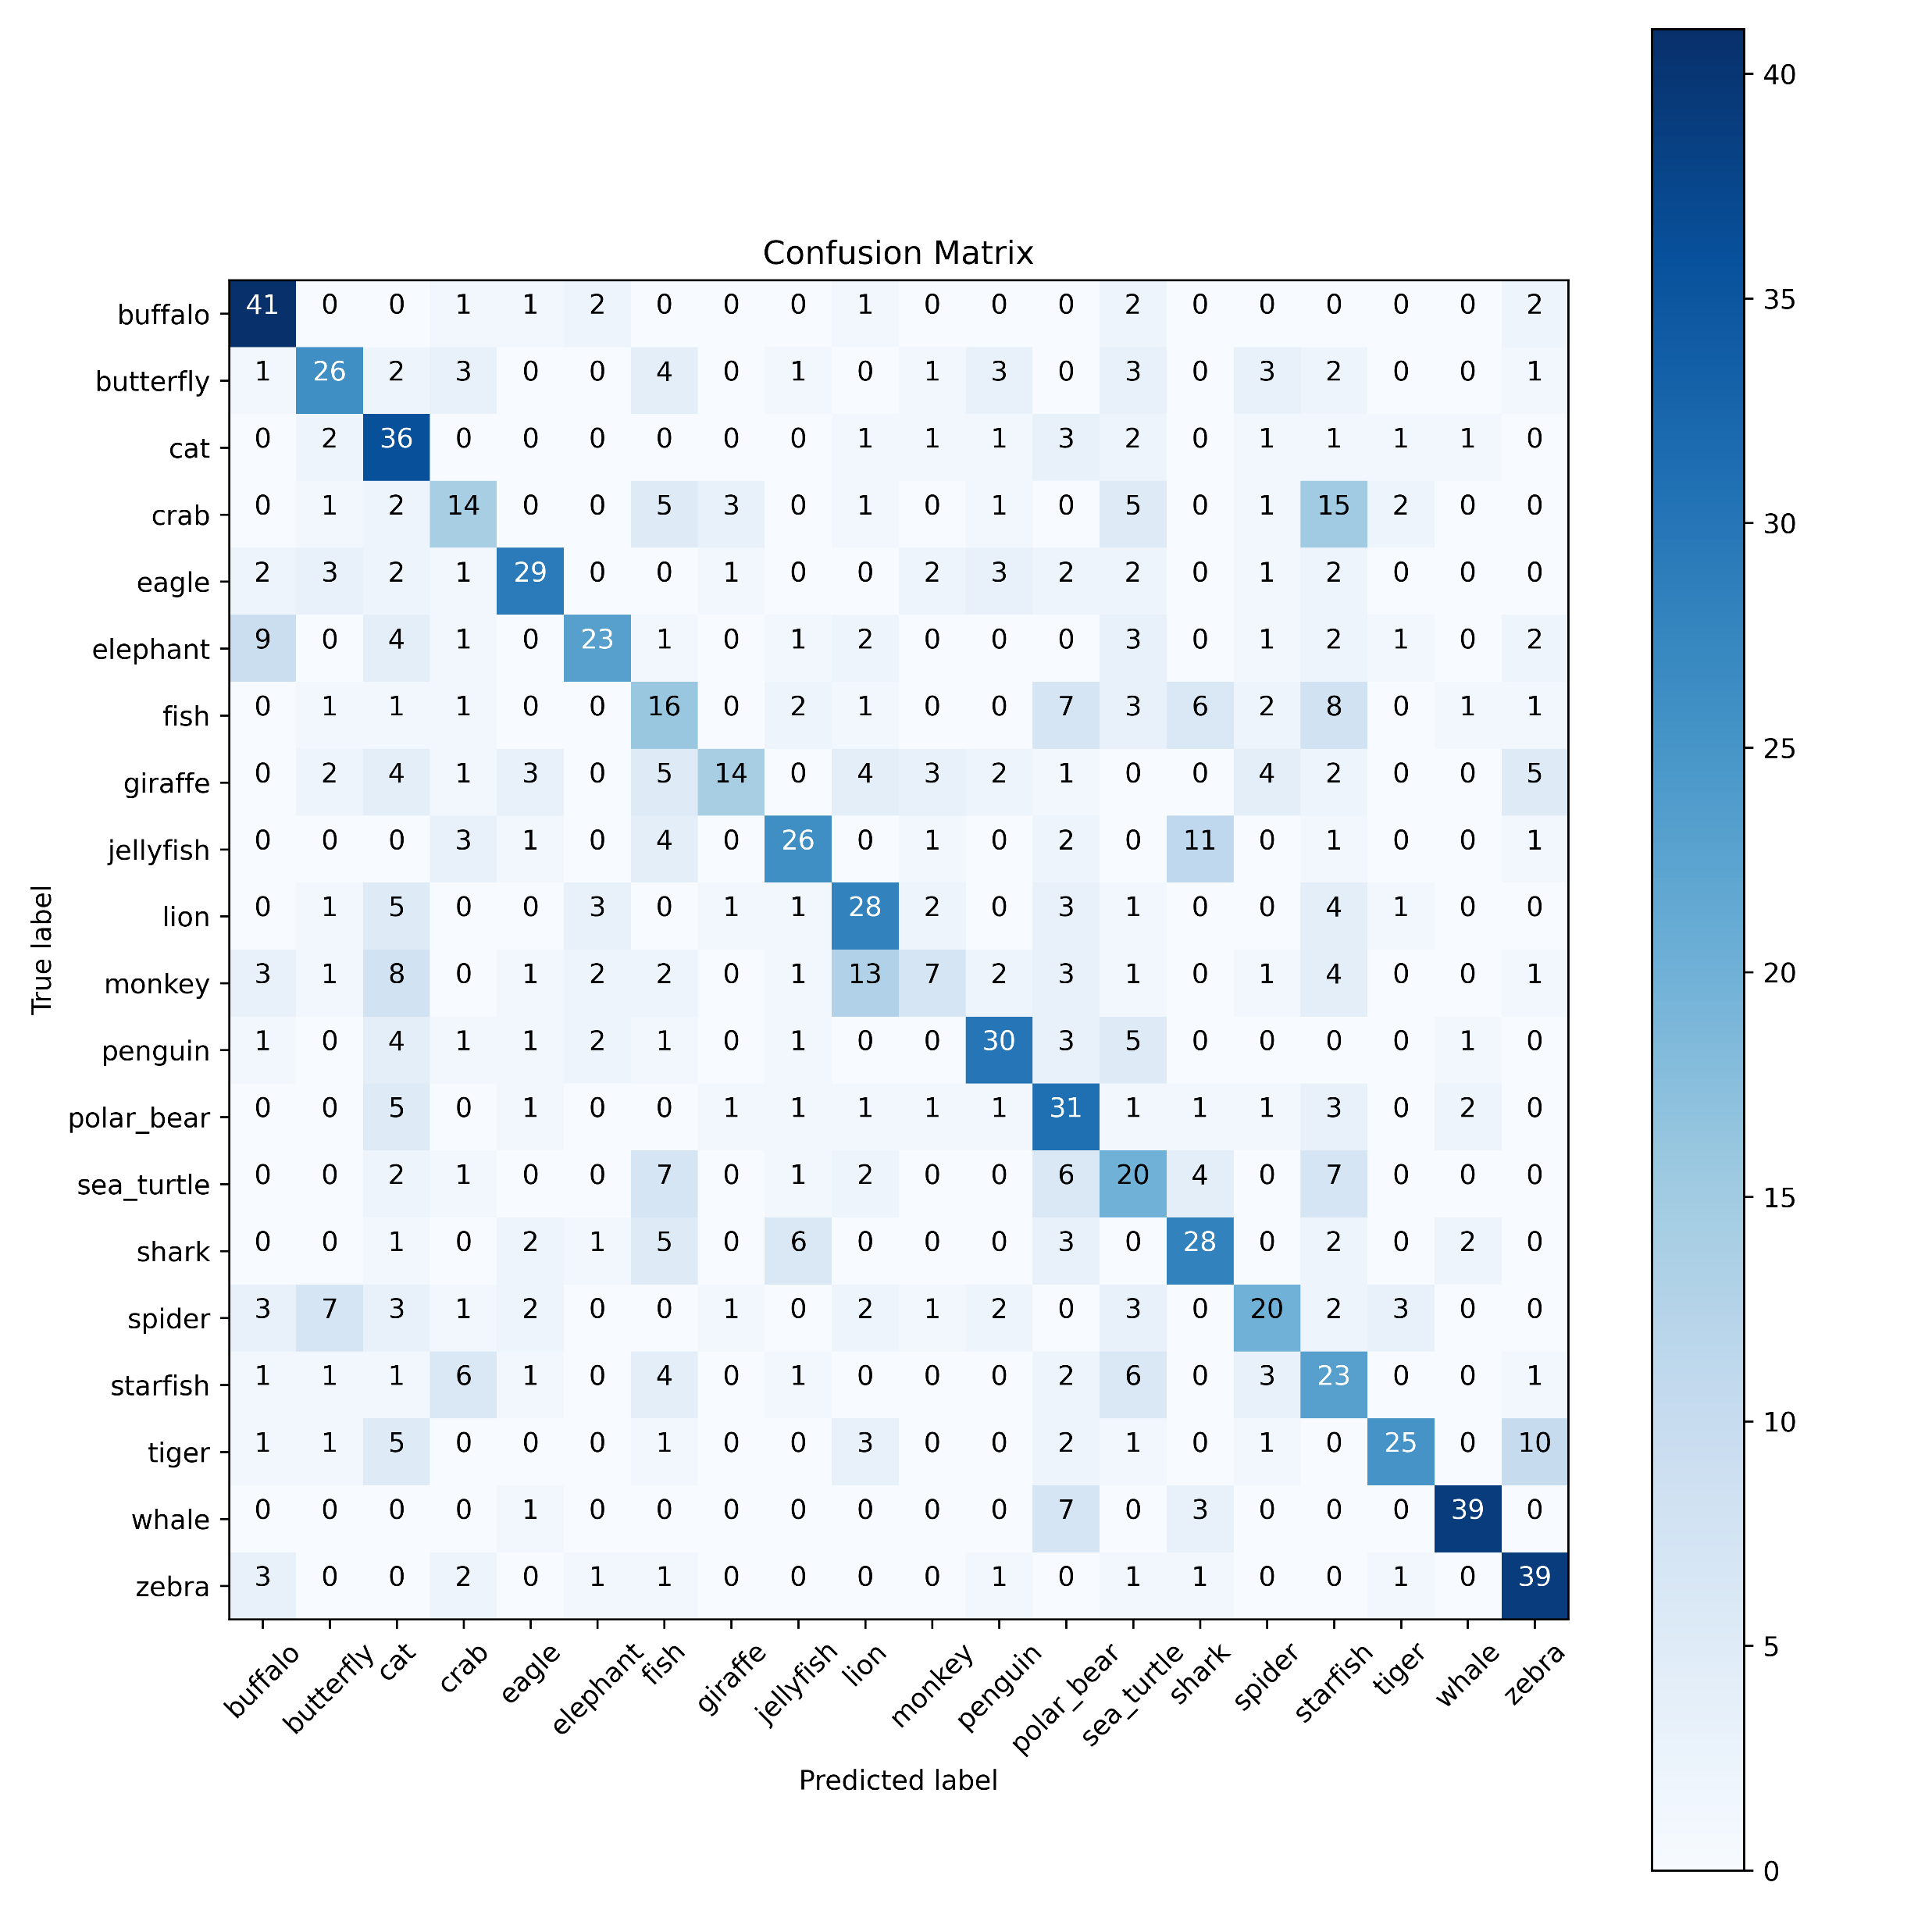 Confusion Matrix
buffalo 41 0 0 1 1 2 0 0 0 1 0 0 0 2 0 0 0 0 0 2
butterfly 1 26 2 3 0 0 4 0 1 0 1 3 0 3 0 3 2 0 0 1
cat 0 2 36 0 0 0 0 0 0 1 1 1 3 2 0 1 1 1 1 0
crab 0 1 2 14 0 0 5 3 0 1 0 1 0 5 0 1 15 2 0 0
eagle 2 3 2 1 29 0 0 1 0 0 2 3 2 2 0 1 2 0 0 0
elephant 9 0 4 1 0 23 1 0 1 2 0 0 0 3 0 1 2 1 0 2
fish 0 1 1 1 0 0 16 0 2 1 0 0 7 3 6 2 8 0 1 1
giraffe 0 2 4 1 3 0 5 14 0 4 3 2 1 0 0 4 2 0 0 5
jellyfish 0 0 0 3 1 0 4 0 26 0 1 0 2 0 11 0 1 0 0 1
lion 0 1 5 0 0 3 0 1 1 28 2 0 3 1 0 0 4 1 0 0
monkey 3 1 8 0 1 2 2 0 1 13 7 2 3 1 0 1 4 0 0 1
penguin 1 0 4 1 1 2 1 0 1 0 0 30 3 5 0 0 0 0 1 0
polar_bear 0 0 5 0 1 0 0 1 1 1 1 1 31 1 1 1 3 0 2 0
sea_turtle 0 0 2 1 0 0 7 0 1 2 0 0 6 20 4 0 7 0 0 0
shark 0 0 1 0 2 1 5 0 6 0 0 0 3 0 28 0 2 0 2 0
spider 3 7 3 1 2 0 0 1 0 2 1 2 0 3 0 20 2 3 0 0
starfish 1 1 1 6 1 0 4 0 1 0 0 0 2 6 0 3 23 0 0 1
tiger 1 1 5 0 0 0 1 0 0 3 0 0 2 1 0 1 0 25 0 10
whale 0 0 0 0 1 0 0 0 0 0 0 0 7 0 3 0 0 0 39 0
zebra 3 0 0 2 0 1 1 0 0 0 0 1 0 1 1 0 0 1 0 39
buffalo butterfly cat crab eagle elephant fish giraffe jellyfish lion monkey penguin polar_bear sea_turtle shark spider starfish tiger whale zebra
Predicted label
True label
40
35
30
25
20
15
10
5
0